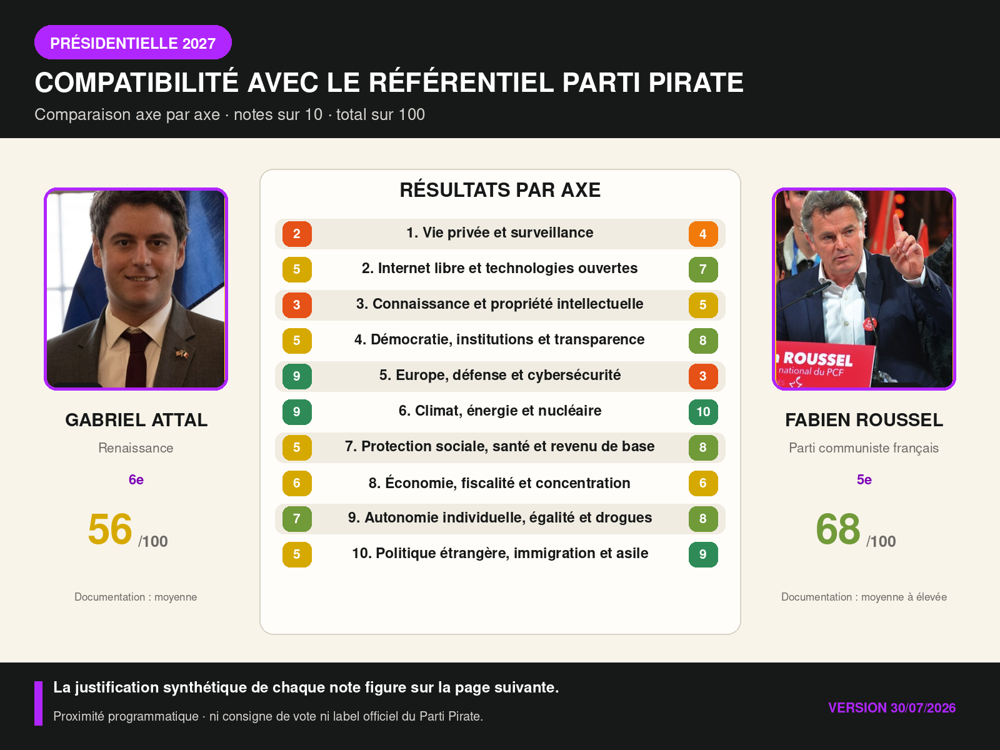 PRÉSIDENTIELLE 2027
COMPATIBILITÉ AVEC LE RÉFÉRENTIEL PARTI PIRATE
Comparaison axe par axe · notes sur 10 · total sur 100
RÉSULTATS PAR AXE
2 1. Vie privée et surveillance 4
5 2. Internet libre et technologies ouvertes 7
3 3. Connaissance et propriété intellectuelle 5
5 4. Démocratie, institutions et transparence 8
9 5. Europe, défense et cybersécurité 3
9 6. Climat, énergie et nucléaire 10
5 7. Protection sociale, santé et revenu de base 8
6 8. Économie, fiscalité et concentration 6
7 9. Autonomie individuelle, égalité et drogues 8
5 10. Politique étrangère, immigration et asile 9
GABRIEL ATTAL
Renaissance
6e
56 /100
Documentation : moyenne
ROUSSEL
national du PCF
FABIEN ROUSSEL
Parti communiste français
5e
68 /100
Documentation : moyenne à élevée
La justification synthétique de chaque note figure sur la page suivante.
Proximité programmatique · ni consigne de vote ni label officiel du Parti Pirate.
VERSION 30/07/2026